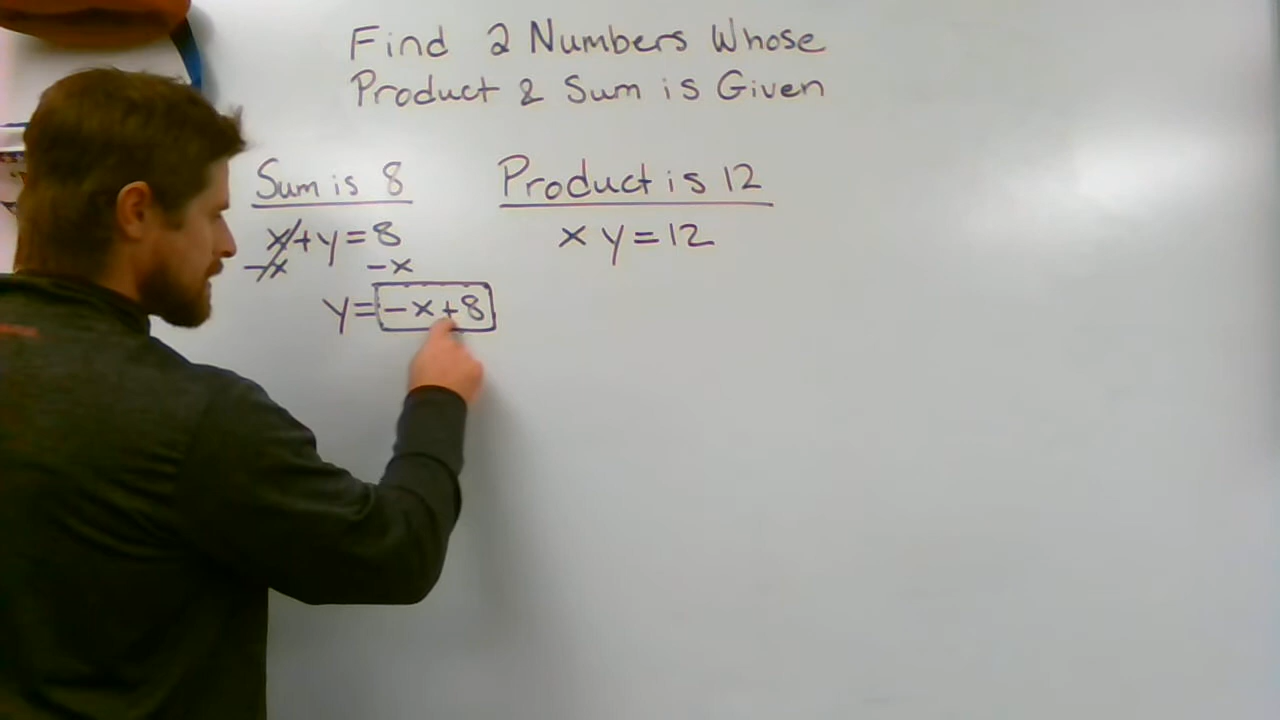 Find 2 Numbers Whose
Product & Sum is Given
Sum is 8
x+y=8
-x -x
y=-x+8
Product is 12
xy=12